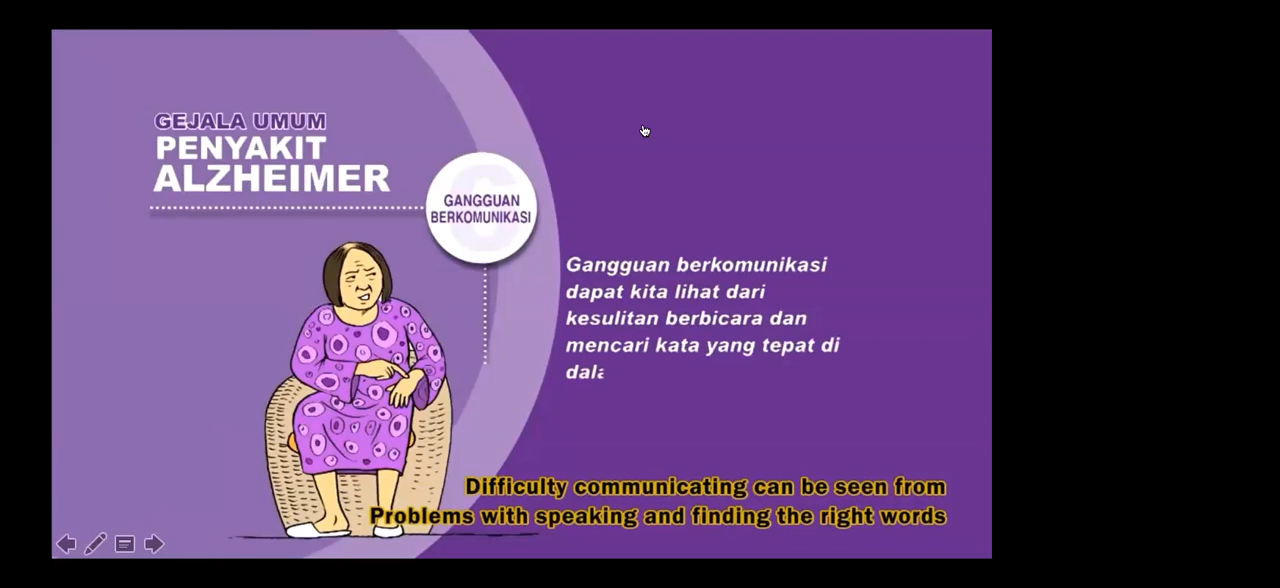 GEJALA UMUM
PENYAKIT
ALZHEIMER
GANGGUAN
BERKOMUNIKASI
Gangguan berkomunikasi
dapat kita lihat dari
kesulitan berbicara dan
mencari kata yang tepat di
Difficulty communicating can be seen from
Problems with speaking and finding the right words